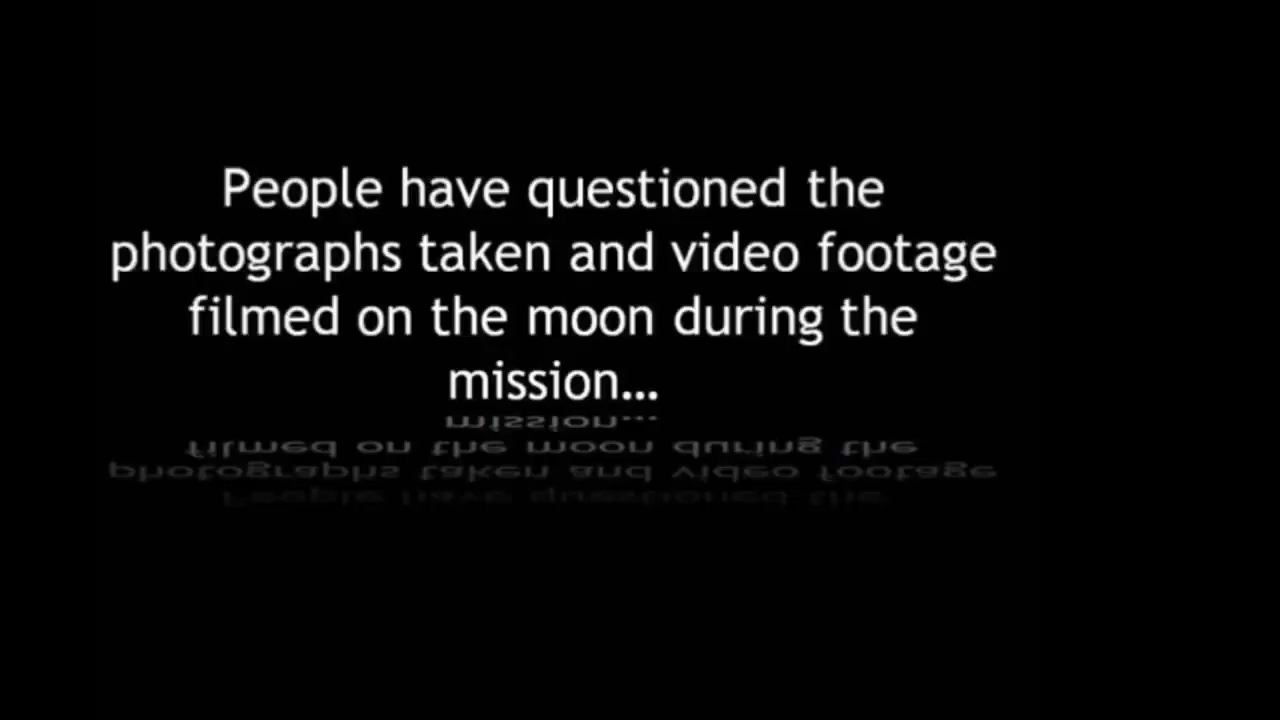 People have questioned the
photographs taken and video footage
filmed on the moon during the
mission...